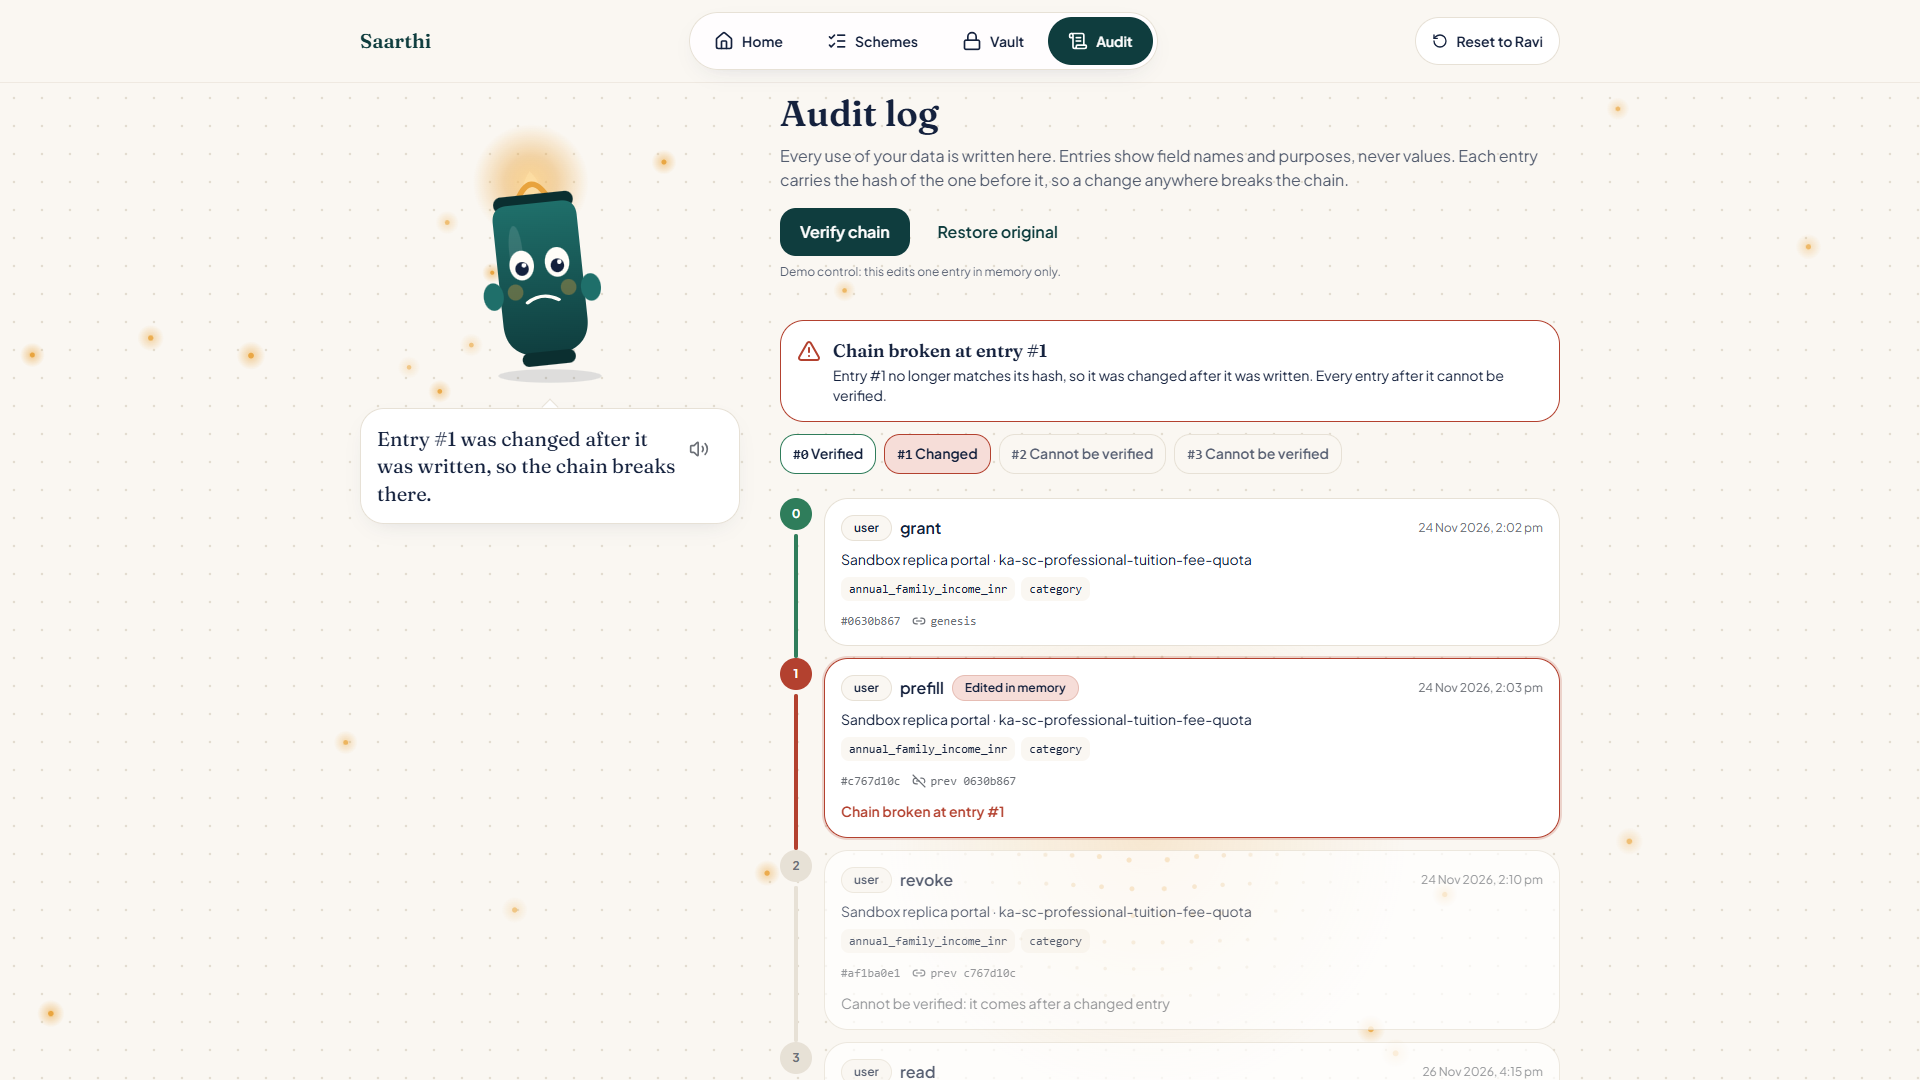 Saarthi
Home
Schemes
Vault
Audit
Reset to Ravi
Audit log
Every use of your data is written here. Entries show field names and purposes, never values. Each entry
carries the hash of the one before it, so a change anywhere breaks the chain.
Verify chain
Restore original
Demo control: this edits one entry in memory only.
Entry #1 was changed after it
was written, so the chain breaks
there.
Chain broken at entry #1
Entry #1 no longer matches its hash, so it was changed after it was written. Every entry after it cannot be
verified.
#0 Verified
#1 Changed
#2 Cannot be verified
#3 Cannot be verified
0
user grant 24 Nov 2026, 2:02 pm
Sandbox replica portal · ka-sc-professional-tuition-fee-quota
annual_family_income_inr category
#0630b867 genesis
1
user prefill Edited in memory 24 Nov 2026, 2:03 pm
Sandbox replica portal · ka-sc-professional-tuition-fee-quota
annual_family_income_inr category
#c767d10c prev 0630b867
Chain broken at entry #1
2
user revoke 24 Nov 2026, 2:10 pm
Sandbox replica portal · ka-sc-professional-tuition-fee-quota
annual_family_income_inr category
#af1ba0e1 prev c767d10c
Cannot be verified: it comes after a changed entry
3
user read 26 Nov 2026, 4:15 pm